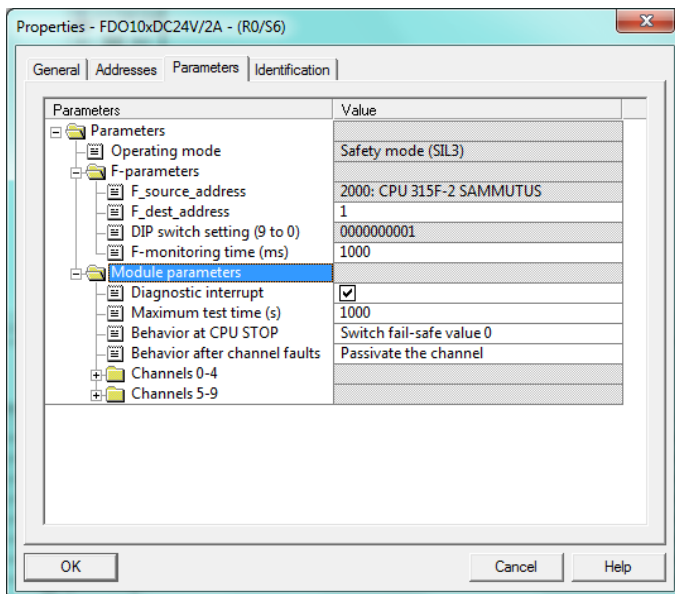 Properties - FDO10xDC24V/2A - (R0/S6)
General Addresses Parameters Identification
Parameters Value
Parameters
Operating mode Safety mode (SIL3)
F-parameters
F_source_address 2000: CPU 315F-2 SAMMUTUS
F_dest_address 1
DIP switch setting (9 to 0) 0000000001
F-monitoring time (ms) 1000
Module parameters
Diagnostic interrupt
Maximum test time (s) 1000
Behavior at CPU STOP Switch fail-safe value 0
Behavior after channel faults Passivate the channel
Channels 0-4
Channels 5-9
OK Cancel Help